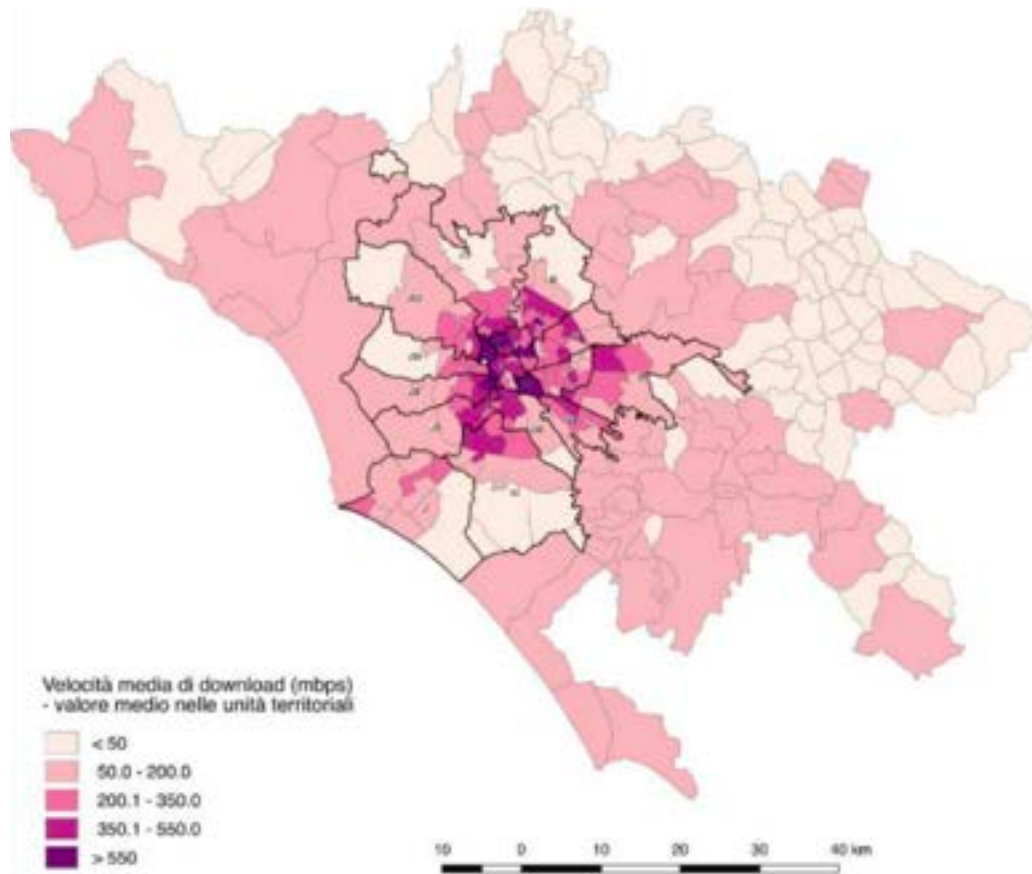 Velocità media di download (mbps)
- valore medio nelle unità territoriali
< 50
50.0 - 200.0
200.1 - 350.0
350.1 - 550.0
> 550
10 0 10 20 30 40 km